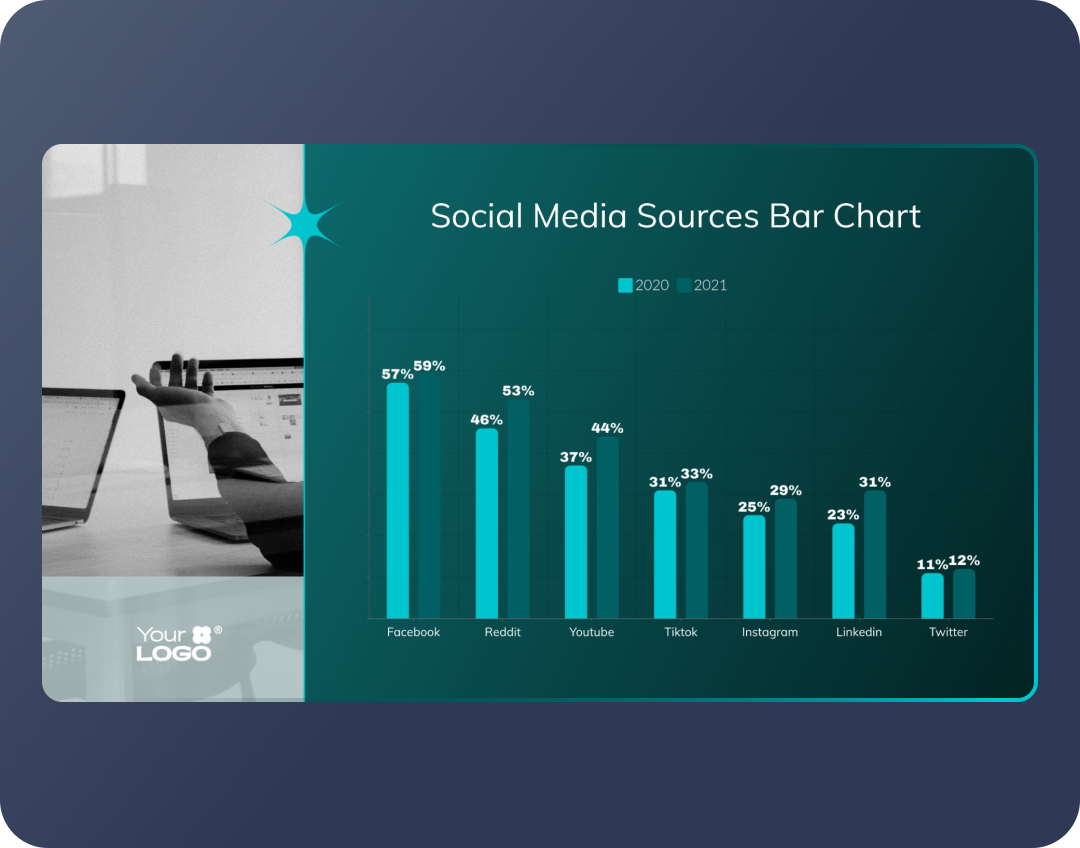 Social Media Sources Bar Chart
2020 2021
57% 59%
46% 53%
37% 44%
31% 33%
25% 29%
23% 31%
11% 12%
Facebook Reddit Youtube Tiktok Instagram Linkedin Twitter
Your ®
LOGO